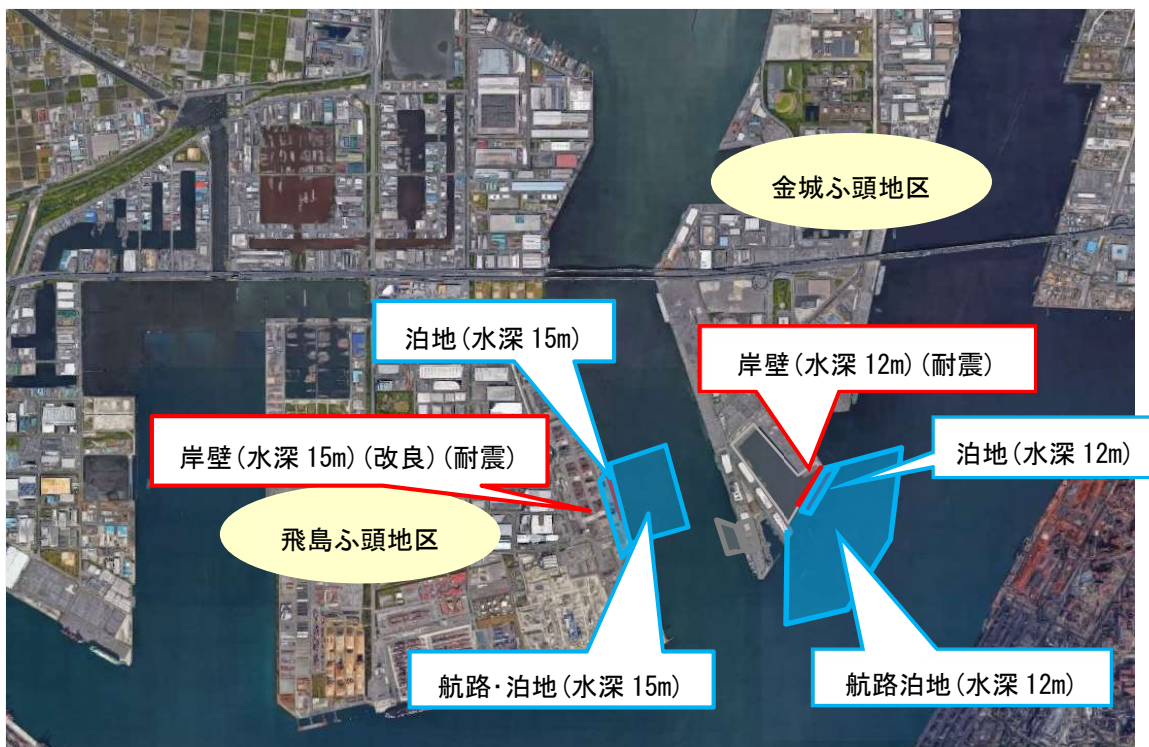 金城ふ頭地区
泊地(水深 15m)
岸壁(水深 12m)(耐震)
岸壁(水深 15m)(改良)(耐震)
泊地(水深 12m)
飛島ふ頭地区
航路・泊地(水深 15m)
航路泊地(水深 12m)